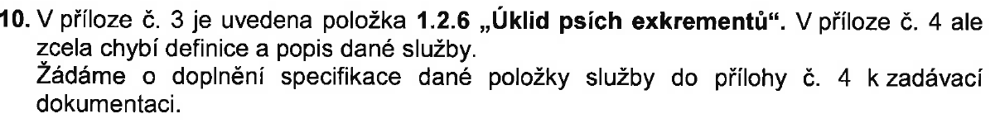 10. V příloze č. 3 je uvedena položka 1.2.6 „Úklid psích exkrementů“. V příloze č. 4 ale
zcela chybí definice a popis dané služby.
Žádáme o doplnění specifikace dané položky služby do přílohy č. 4 k zadávací
dokumentaci.